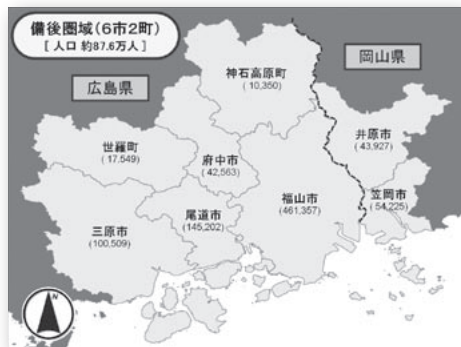 備後圏域(6市2町)
[人口 約87.6万人]
広島県
岡山県
神石高原町
(10,350)
世羅町
(17,549)
府中市
(42,563)
井原市
(43,927)
三原市
(100,509)
尾道市
(145,202)
福山市
(461,357)
笠岡市
(54,225)
N